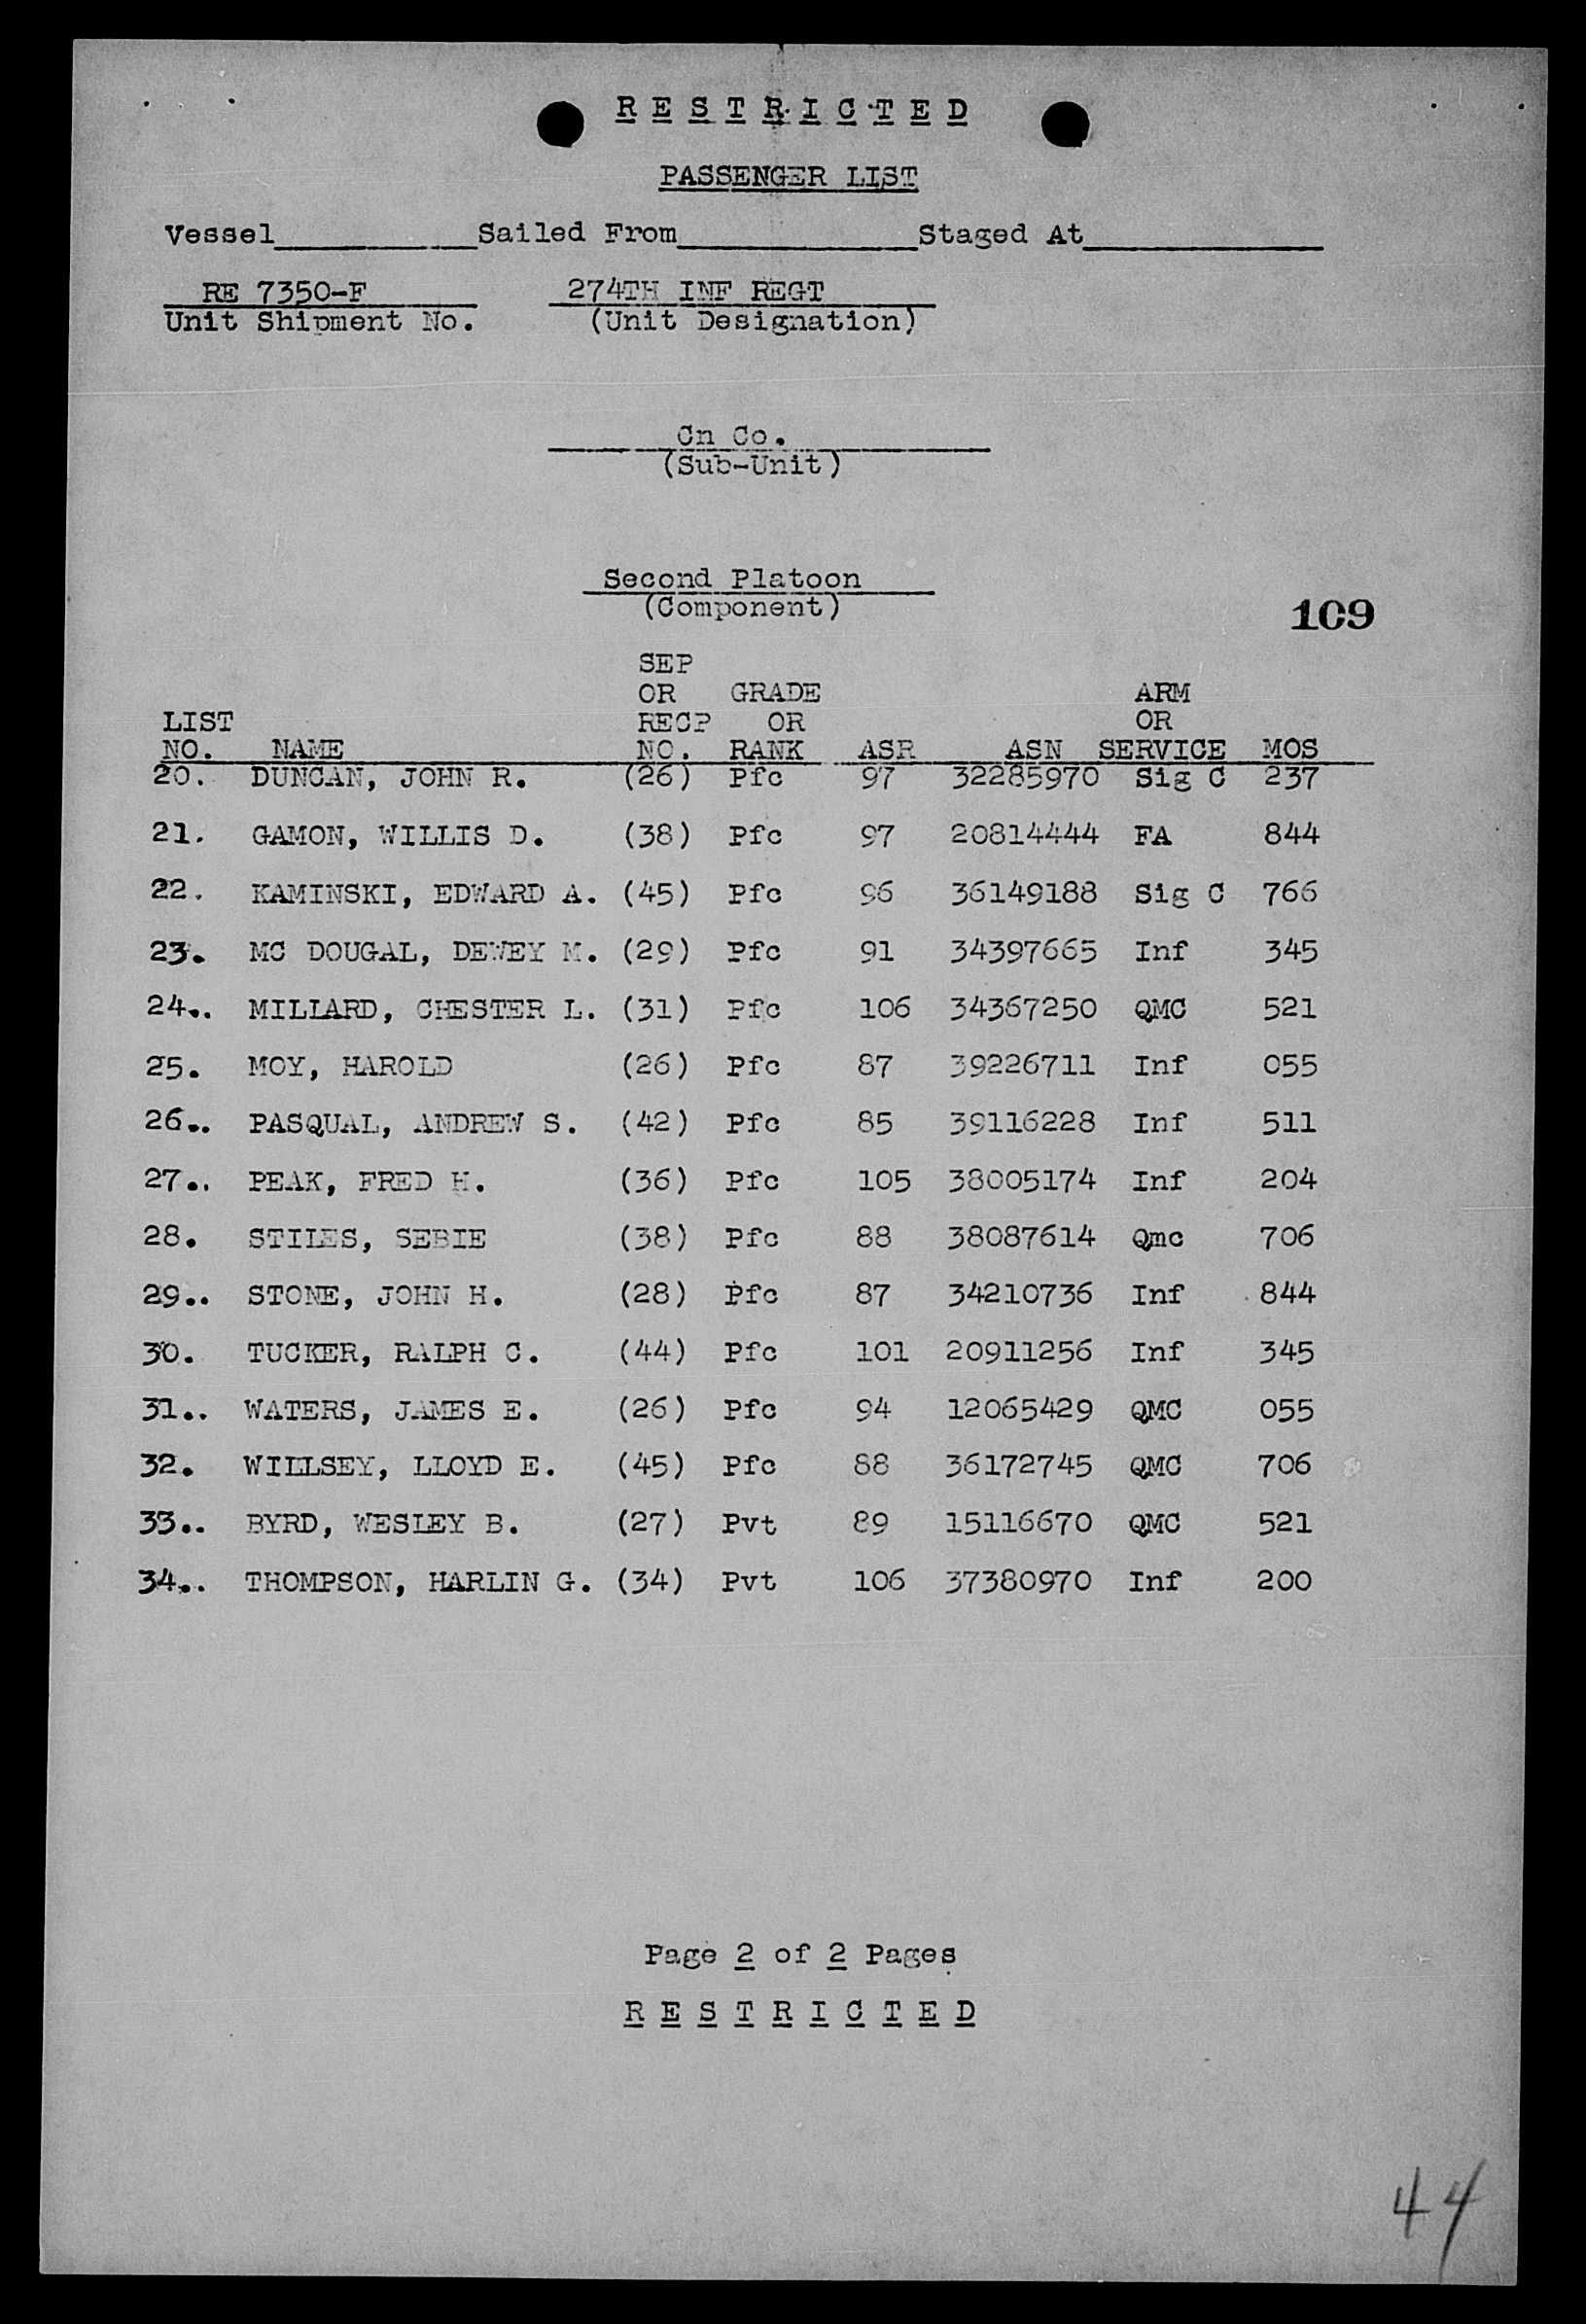 RESTRICTED
PASSENGER LIST
Vessel____________Sailed From______________Staged At______________
RE 7350-F 274TH INF REGT
Unit Shipment No. (Unit Designation)
Cn Co.
(Sub-Unit)
Second Platoon
(Component)
109
SEP
OR GRADE ARM
LIST RECP OR OR
NO. NAME NO. RANK ASR ASN SERVICE MOS
20. DUNCAN, JOHN R. (26) Pfc 97 32285970 Sig C 237
21. GAMON, WILLIS D. (38) Pfc 97 20814444 FA 844
22. KAMINSKI, EDWARD A. (45) Pfc 96 36149188 Sig C 766
23. MC DOUGAL, DEWEY M. (29) Pfc 91 34397665 Inf 345
24.. MILLARD, CHESTER L. (31) Pfc 106 34367250 QMC 521
25. MOY, HAROLD (26) Pfc 87 39226711 Inf 055
26.. PASQUAL, ANDREW S. (42) Pfc 85 39116228 Inf 511
27.. PEAK, FRED H. (36) Pfc 105 38005174 Inf 204
28. STILES, SEBIE (38) Pfc 88 38087614 Qmc 706
29.. STONE, JOHN H. (28) Pfc 87 34210736 Inf 844
30. TUCKER, RALPH C. (44) Pfc 101 20911256 Inf 345
31.. WATERS, JAMES E. (26) Pfc 94 12065429 QMC 055
32. WILLSEY, LLOYD E. (45) Pfc 88 36172745 QMC 706
33.. BYRD, WESLEY B. (27) Pvt 89 15116670 QMC 521
34.. THOMPSON, HARLIN G. (34) Pvt 106 37380970 Inf 200
Page 2 of 2 Pages
RESTRICTED
44